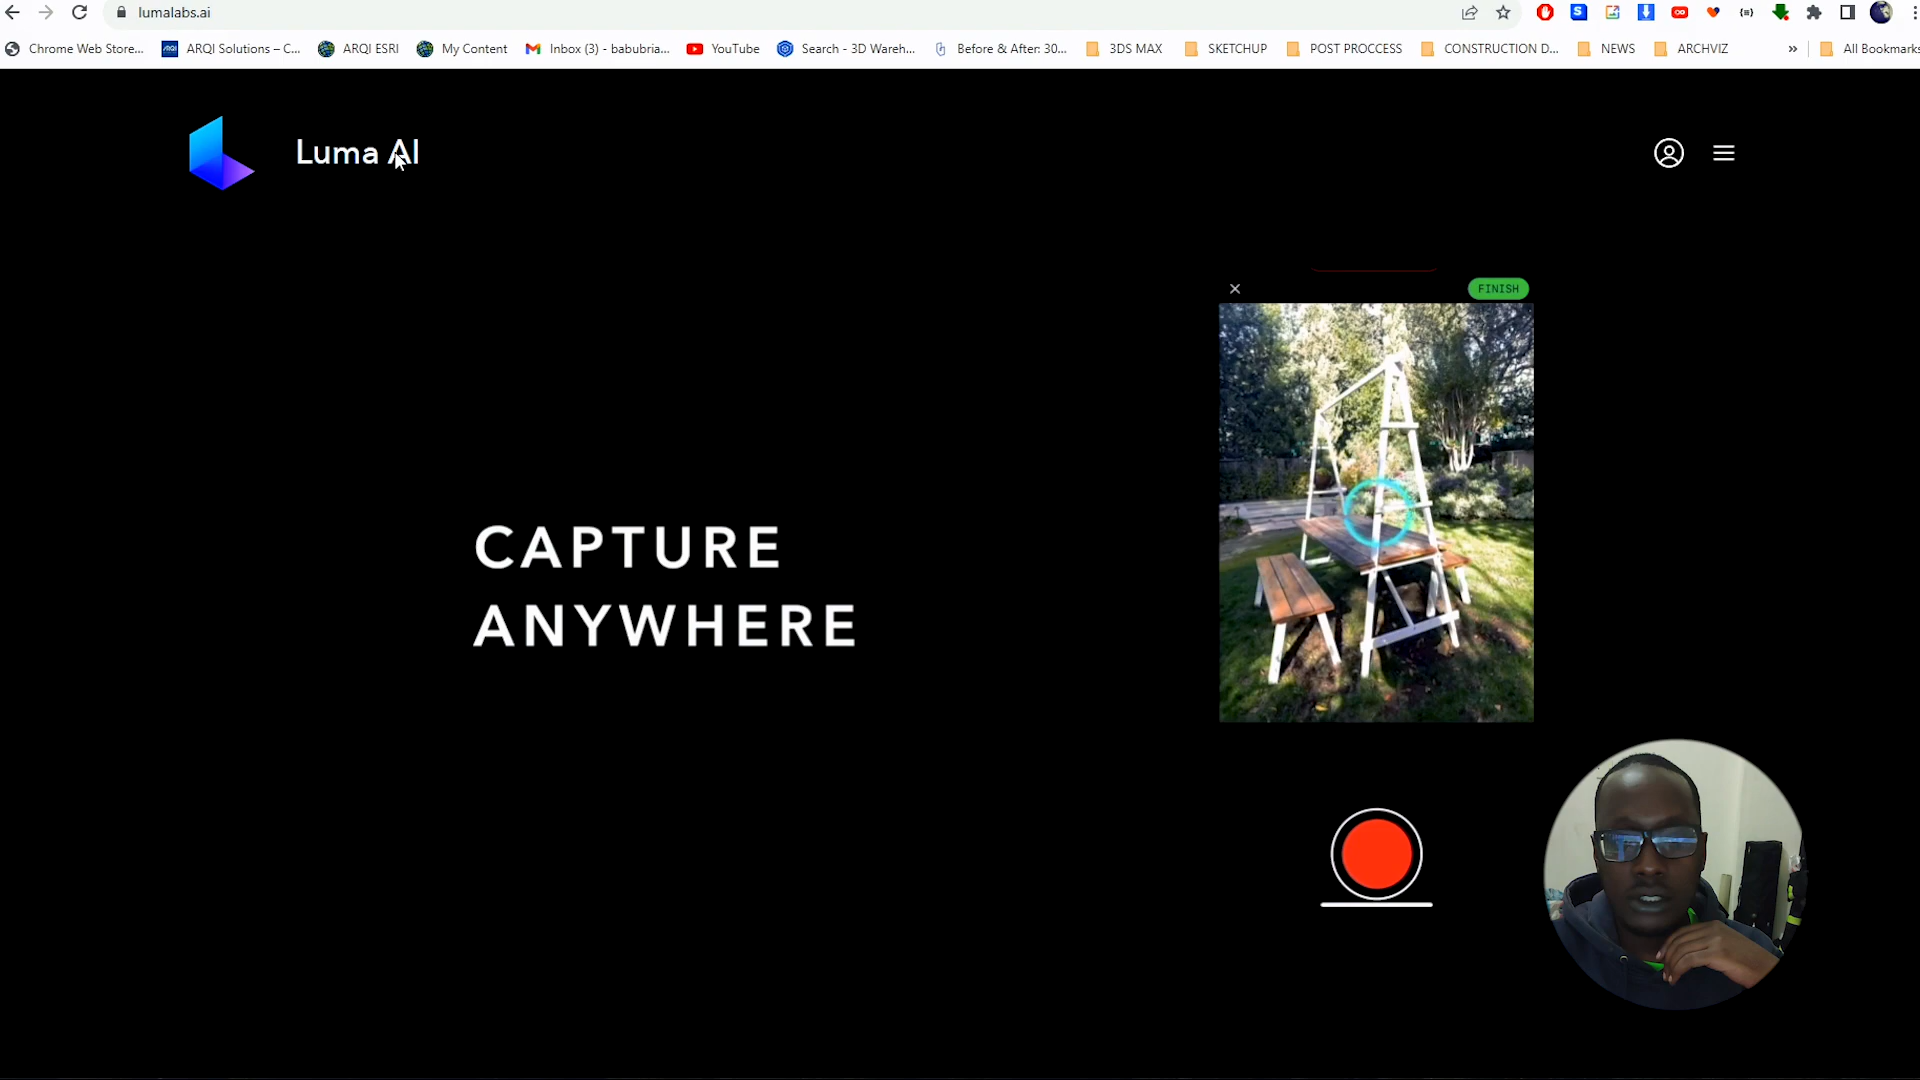 lumalabs.ai
Chrome Web Store... ARQI Solutions – C... ARQI ESRI My Content Inbox (3) - babubria... YouTube Search - 3D Wareh... Before & After: 30... 3DS MAX SKETCHUP POST PROCCESS CONSTRUCTION D... NEWS ARCHVIZ » All Bookmarks
Luma AI
FINISH
CAPTURE
ANYWHERE